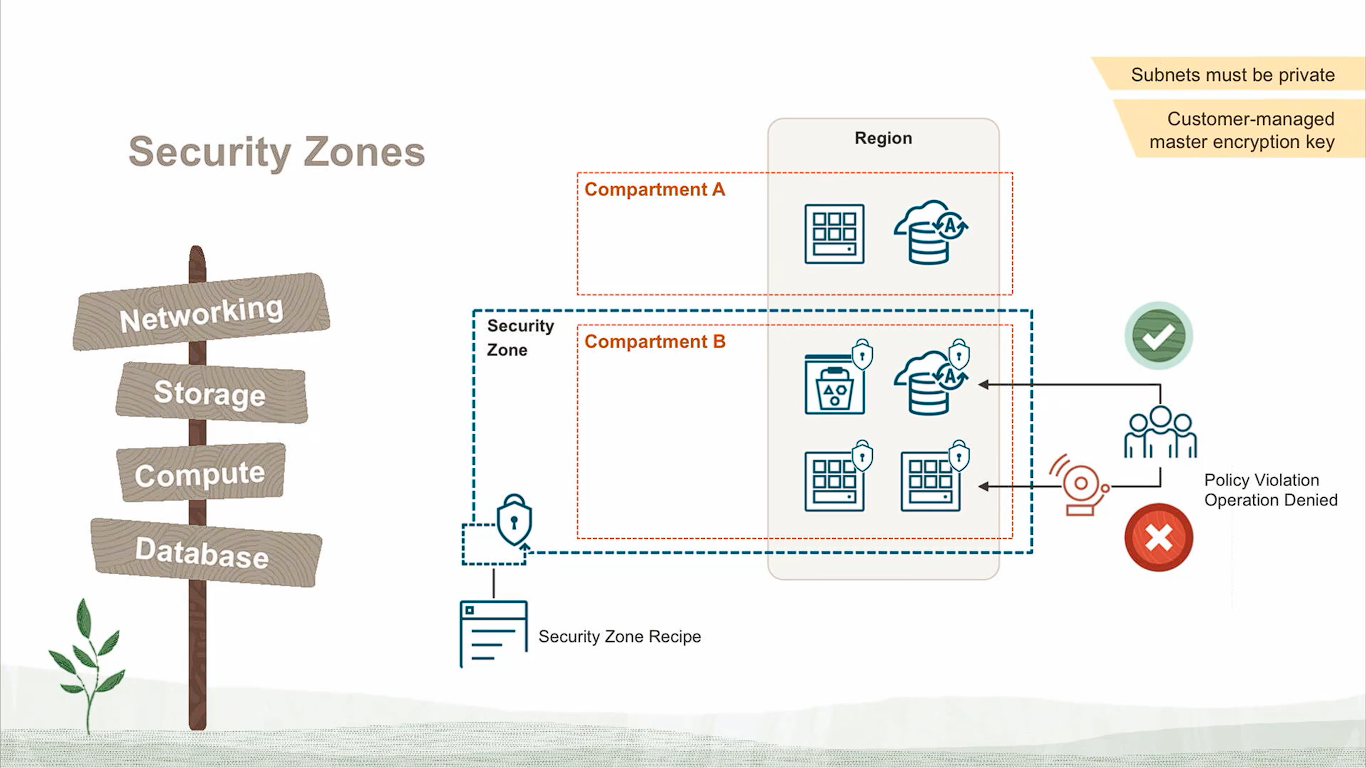 Subnets must be private
Customer-managed
master encryption key
Security Zones
Region
Compartment A
A
Networking
Storage
Compute
Database
Security
Zone
Compartment B
A
Policy Violation
Operation Denied
Security Zone Recipe